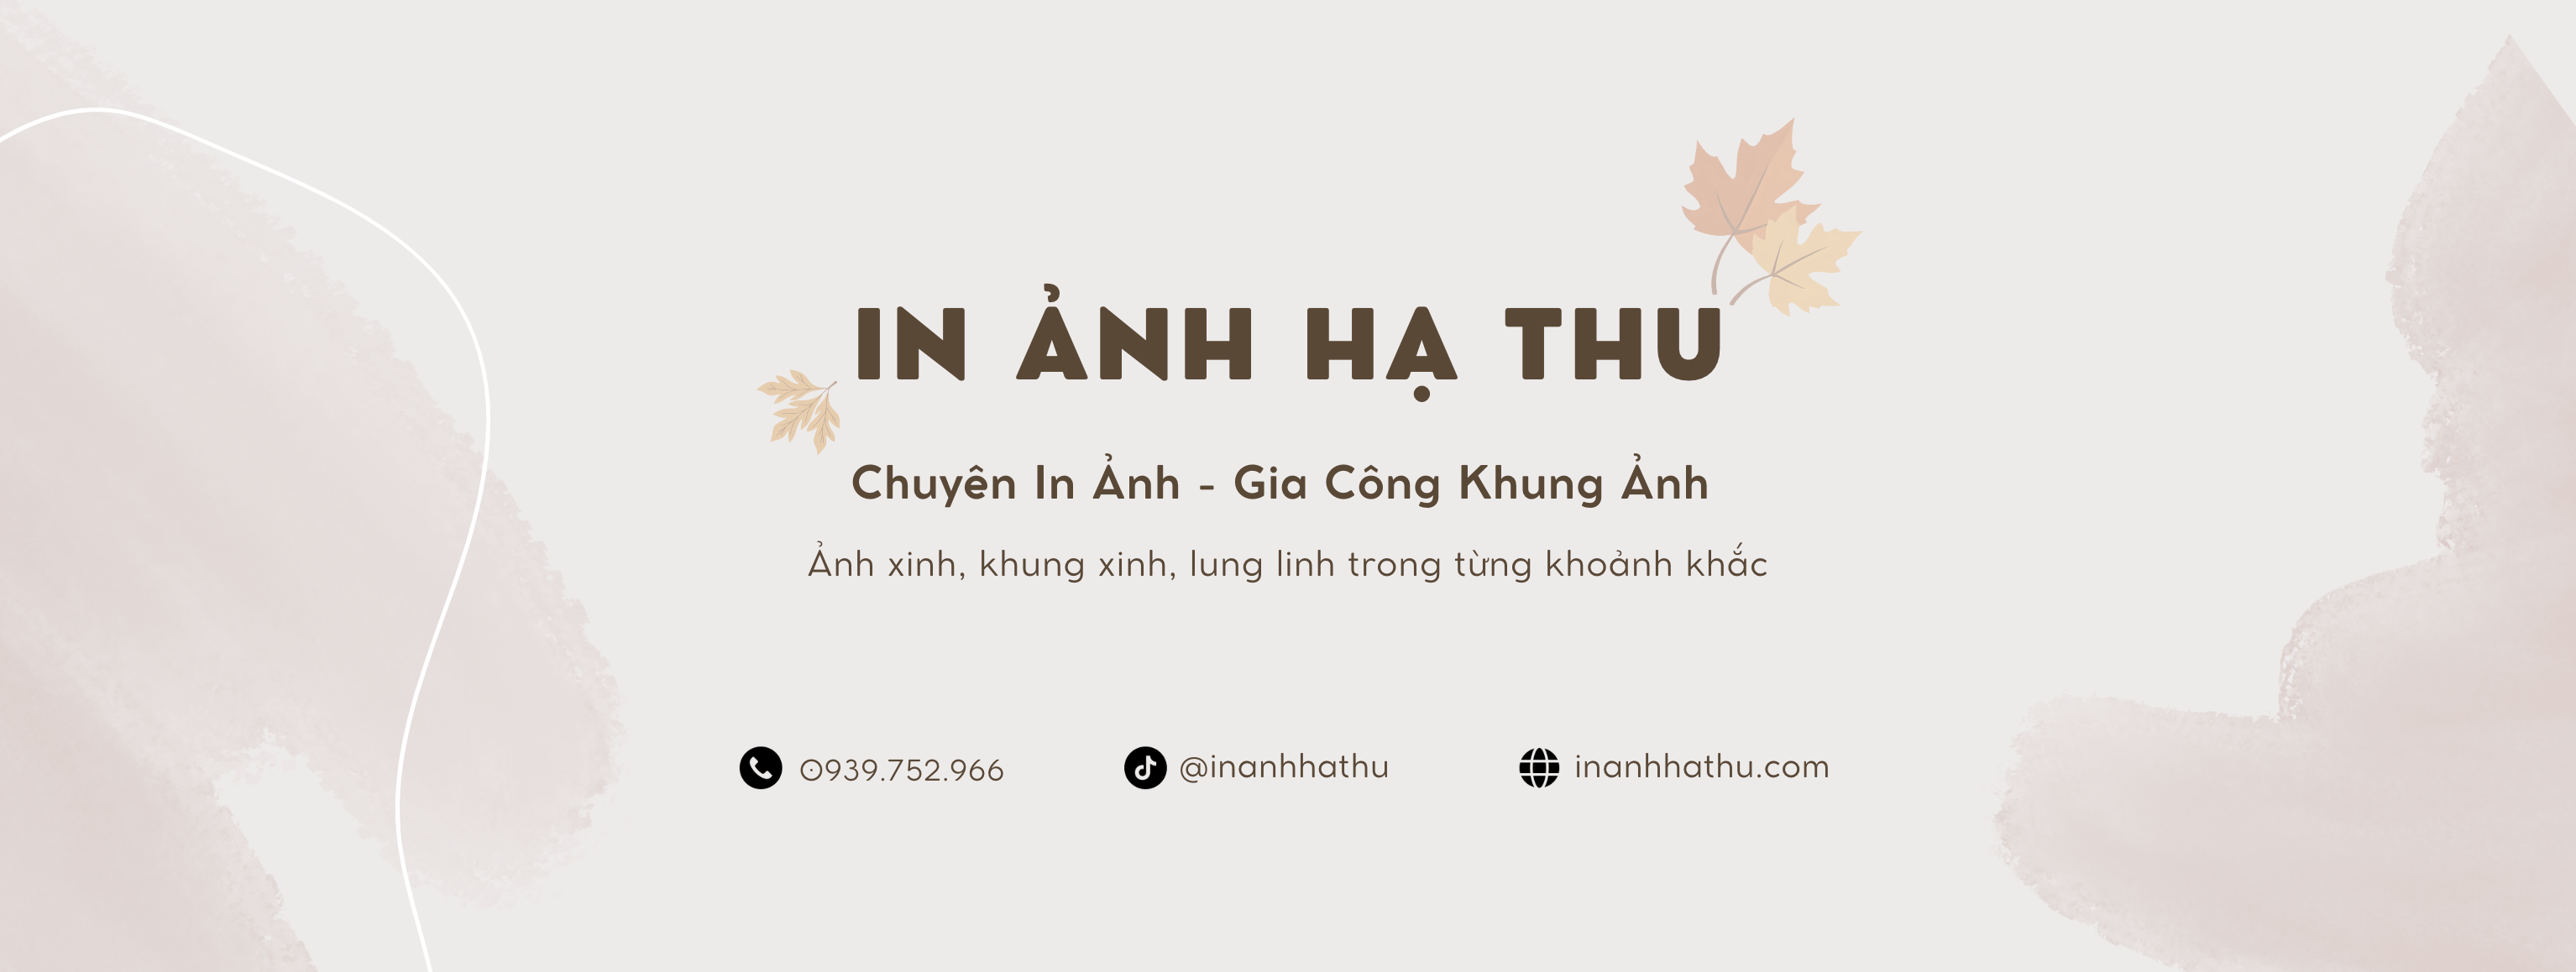 IN ẢNH HẠ THU
Chuyên In Ảnh - Gia Công Khung Ảnh
Ảnh xinh, khung xinh, lung linh trong từng khoảnh khắc
0939.752.966 @inanhhathu inanhhathu.com